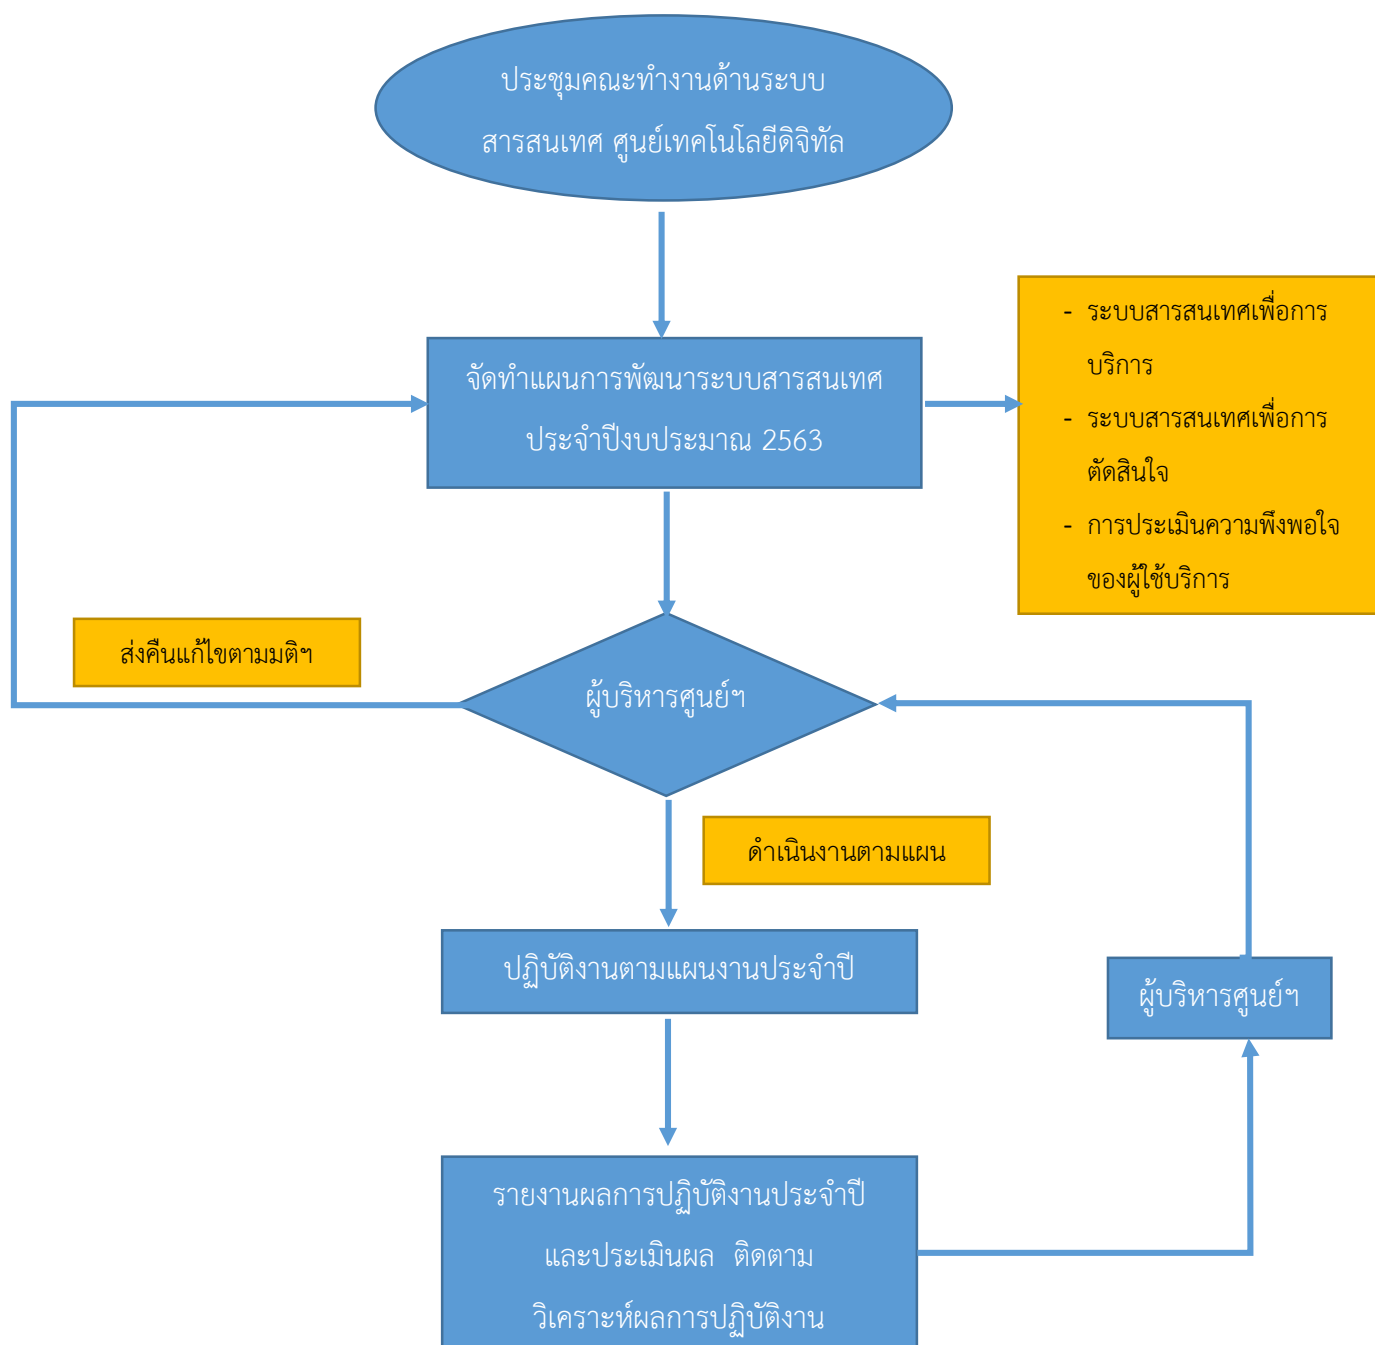 ประชุมคณะทำงานด้านระบบ
สารสนเทศ ศูนย์เทคโนโลยีดิจิทัล
จัดทำแผนการพัฒนาระบบสารสนเทศ
ประจำปีงบประมาณ 2563
- ระบบสารสนเทศเพื่อการ
บริการ
- ระบบสารสนเทศเพื่อการ
ตัดสินใจ
- การประเมินความพึงพอใจ
ของผู้ใช้บริการ
ส่งคืนแก้ไขตามมติฯ
ผู้บริหารศูนย์ฯ
ดำเนินงานตามแผน
ปฏิบัติงานตามแผนงานประจำปี
ผู้บริหารศูนย์ฯ
รายงานผลการปฏิบัติงานประจำปี
และประเมินผล  ติดตาม
วิเคราะห์ผลการปฏิบัติงาน